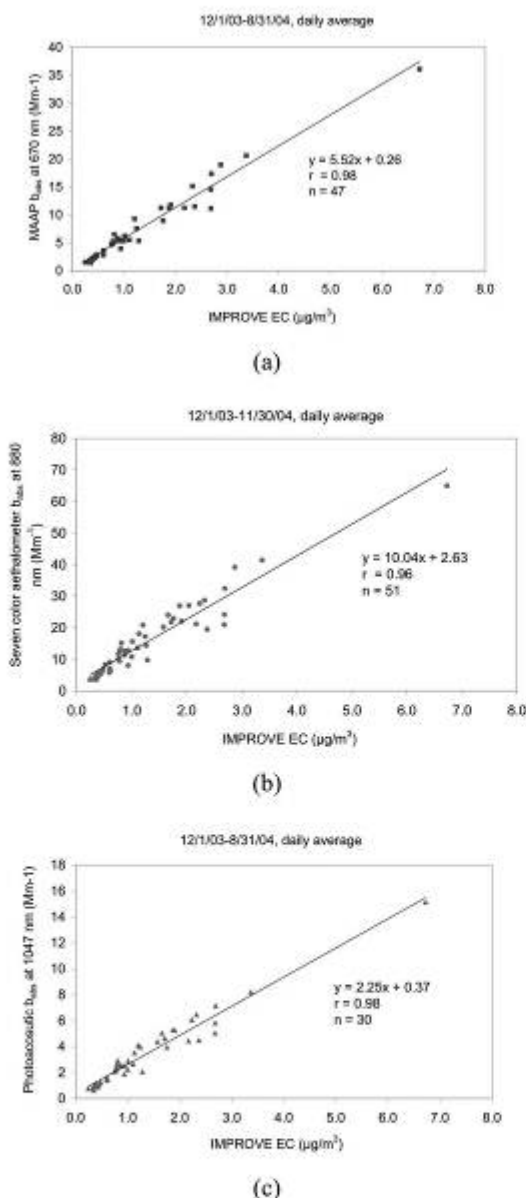 12/1/03-8/31/04, daily average
MAAP babs at 670 nm (Mm-1)
40
35
30
25
20
15
10
5
0
y = 5.52x + 0.26
r = 0.98
n = 47
0.0 1.0 2.0 3.0 4.0 5.0 6.0 7.0 8.0
IMPROVE EC (µg/m³)
(a)
12/1/03-11/30/04, daily average
Seven color aethalometer babs at 880
nm (Mm⁻¹)
80
70
60
50
40
30
20
10
0
y = 10.04x + 2.63
r = 0.96
n = 51
0.0 1.0 2.0 3.0 4.0 5.0 6.0 7.0 8.0
IMPROVE EC (µg/m³)
(b)
12/1/03-8/31/04, daily average
Photoacosutic babs at 1047 nm (Mm-1)
18
16
14
12
10
8
6
4
2
0
y = 2.25x + 0.37
r = 0.98
n = 30
0.0 1.0 2.0 3.0 4.0 5.0 6.0 7.0 8.0
IMPROVE EC (µg/m³)
(c)